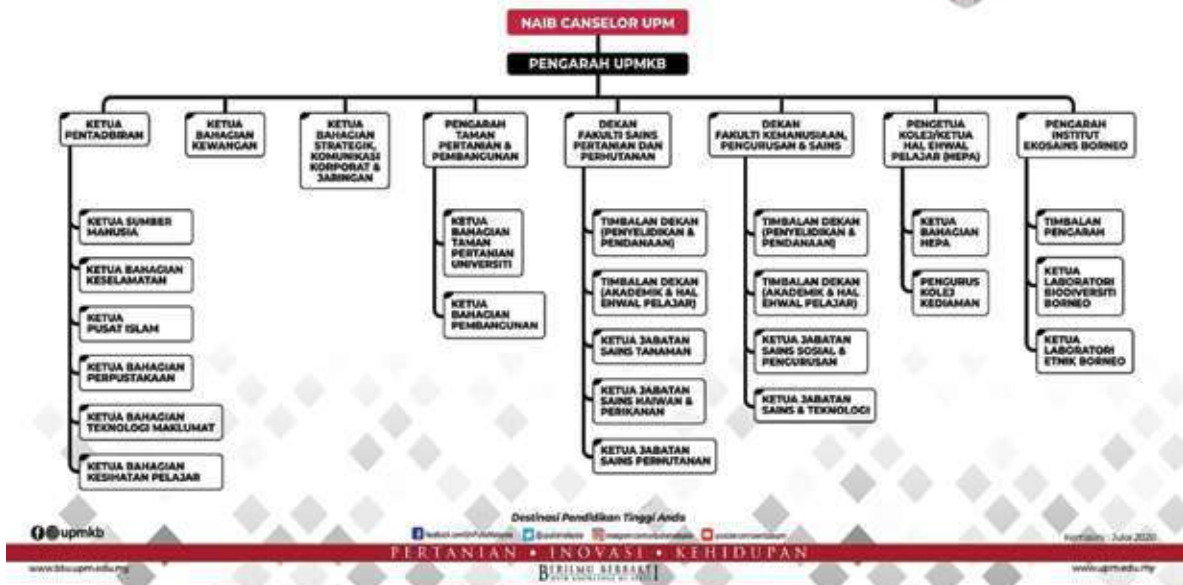 NAIB CANSELOR UPM
PENGARAH UPMKB
KETUA
PENTADBIRAN
KETUA
BAHAGIAN
KEWANGAN
KETUA
BAHAGIAN
STRATEGIK,
KOMUNIKASI
KORPORAT &
JARINGAN
PENGARAH
TAMAN
PERTANIAN &
PEMBANGUNAN
DEKAN
FAKULTI SAINS
PERTANIAN DAN
PERHUTANAN
DEKAN
FAKULTI KEMANUSIAAN,
PENGURUSAN & SAINS
PENGETUA
KOLEJ/KETUA
HAL EHWAL
PELAJAR (HEPA)
PENGARAH
INSTITUT
EKOSAINS BORNEO
KETUA SUMBER
MANUSIA
KETUA BAHAGIAN
KESELAMATAN
KETUA
PUSAT ISLAM
KETUA BAHAGIAN
PERPUSTAKAAN
KETUA BAHAGIAN
TEKNOLOGI MAKLUMAT
KETUA BAHAGIAN
KESIHATAN PELAJAR
KETUA
BAHAGIAN
TAMAN
PERTANIAN
UNIVERSITI
KETUA
BAHAGIAN
PEMBANGUNAN
TIMBALAN DEKAN
(PENYELIDIKAN &
PENDANAAN)
TIMBALAN DEKAN
(AKADEMIK & HAL
EHWAL PELAJAR)
KETUA JABATAN
SAINS TANAMAN
KETUA JABATAN
SAINS HAIWAN &
PERIKANAN
KETUA JABATAN
SAINS PERHUTANAN
TIMBALAN DEKAN
(PENYELIDIKAN &
PENDANAAN)
TIMBALAN DEKAN
(AKADEMIK & HAL
EHWAL PELAJAR)
KETUA JABATAN
SAINS SOSIAL &
PENGURUSAN
KETUA JABATAN
SAINS & TEKNOLOGI
KETUA
BAHAGIAN
HEPA
PENGURUS
KOLEJ
KEDIAMAN
TIMBALAN
PENGARAH
KETUA
LABORATORI
BIODIVERSITI
BORNEO
KETUA
LABORATORI
ETNIK BORNEO
Destinasi Pendidikan Tinggi Anda
@upmkb
Julai 2020
PERTANIAN • INOVASI • KEHIDUPAN
www.btu.upm.edu.my
BERILMU BERBAKTI
www.upm.edu.my